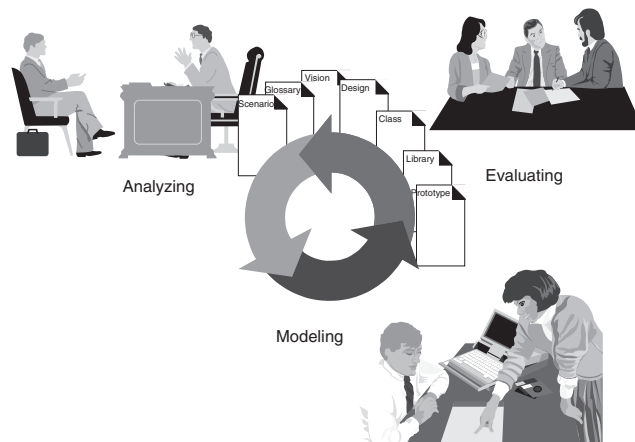 Vision
Glossary
Design
Scenario
Class
Library
Prototype
Analyzing
Evaluating
Modeling